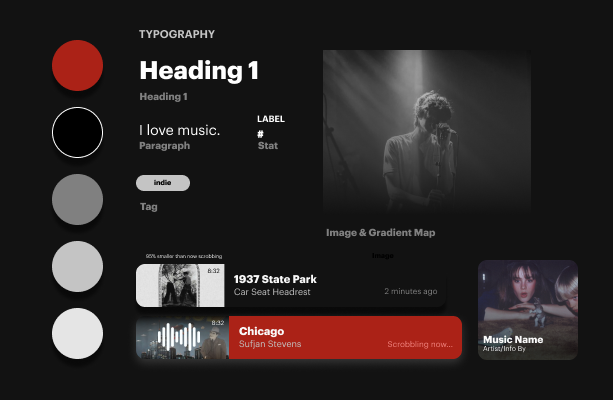 TYPOGRAPHY
Heading 1
Heading 1
I love music.
Paragraph
LABEL
#
Stat
indie
Tag
Image & Gradient Map
Image
85% smaller than now scrobbling
8:32
1937 State Park
Car Seat Headrest
2 minutes ago
8:32
Chicago
Sufjan Stevens
Scrobbling now...
Music Name
Artist/Info By